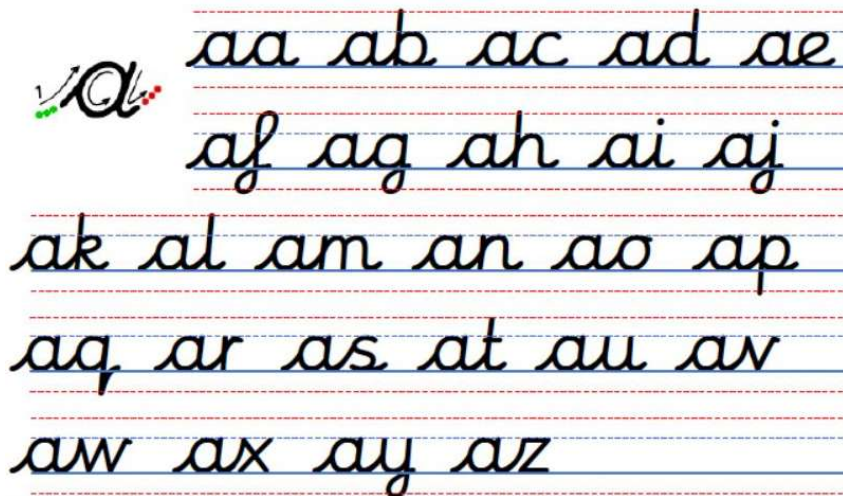 1 a aa ab ac ad ae
af ag ah ai aj
ak al am an ao ap
aq ar as at au av
aw ax ay az